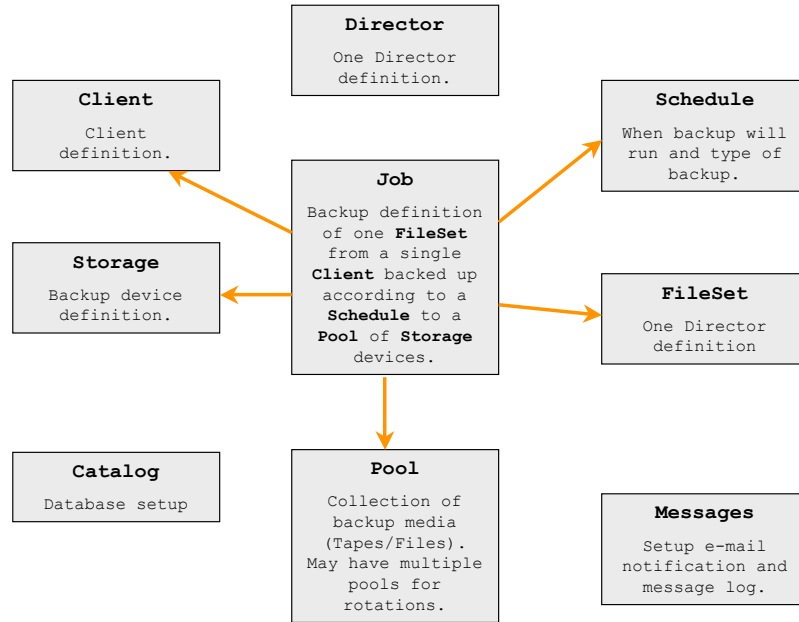 Director
One Director
definition.
Client
Client
definition.
Schedule
When backup will
run and type of
backup.
Job
Backup definition
of one FileSet
from a single
Client backed up
according to a
Schedule to a
Pool of Storage
devices.
Storage
Backup device
definition.
FileSet
One Director
definition
Catalog
Database setup
Pool
Collection of
backup media
(Tapes/Files).
May have multiple
pools for
rotations.
Messages
Setup e-mail
notification and
message log.